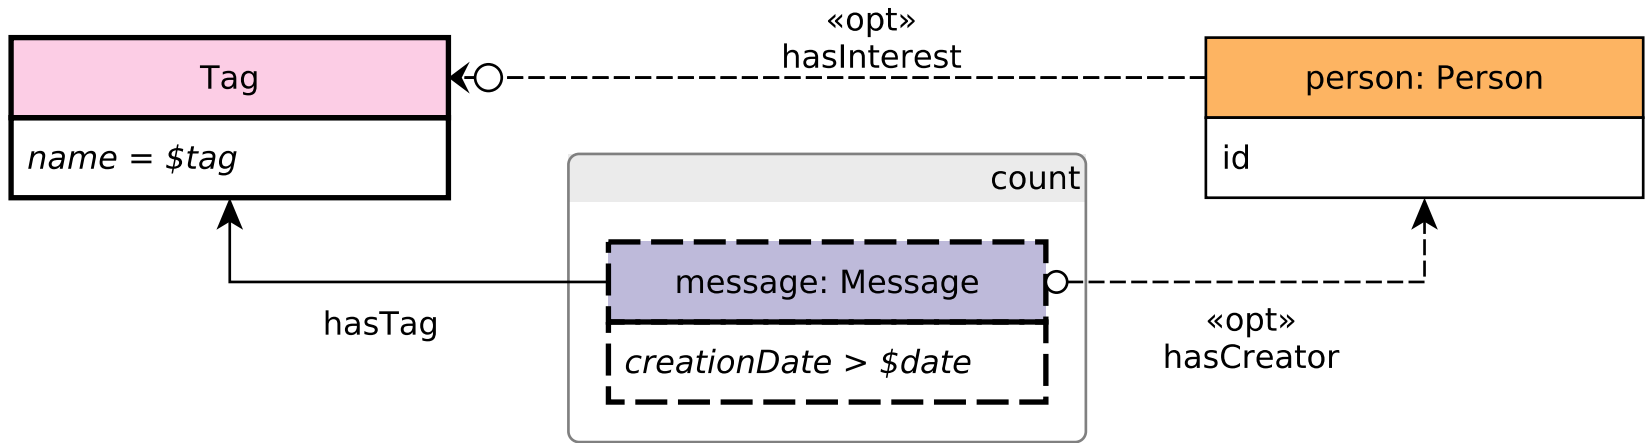 «opt»
hasInterest
Tag
person: Person
name = $tag
id
count
message: Message
hasTag
«opt»
hasCreator
creationDate > $date